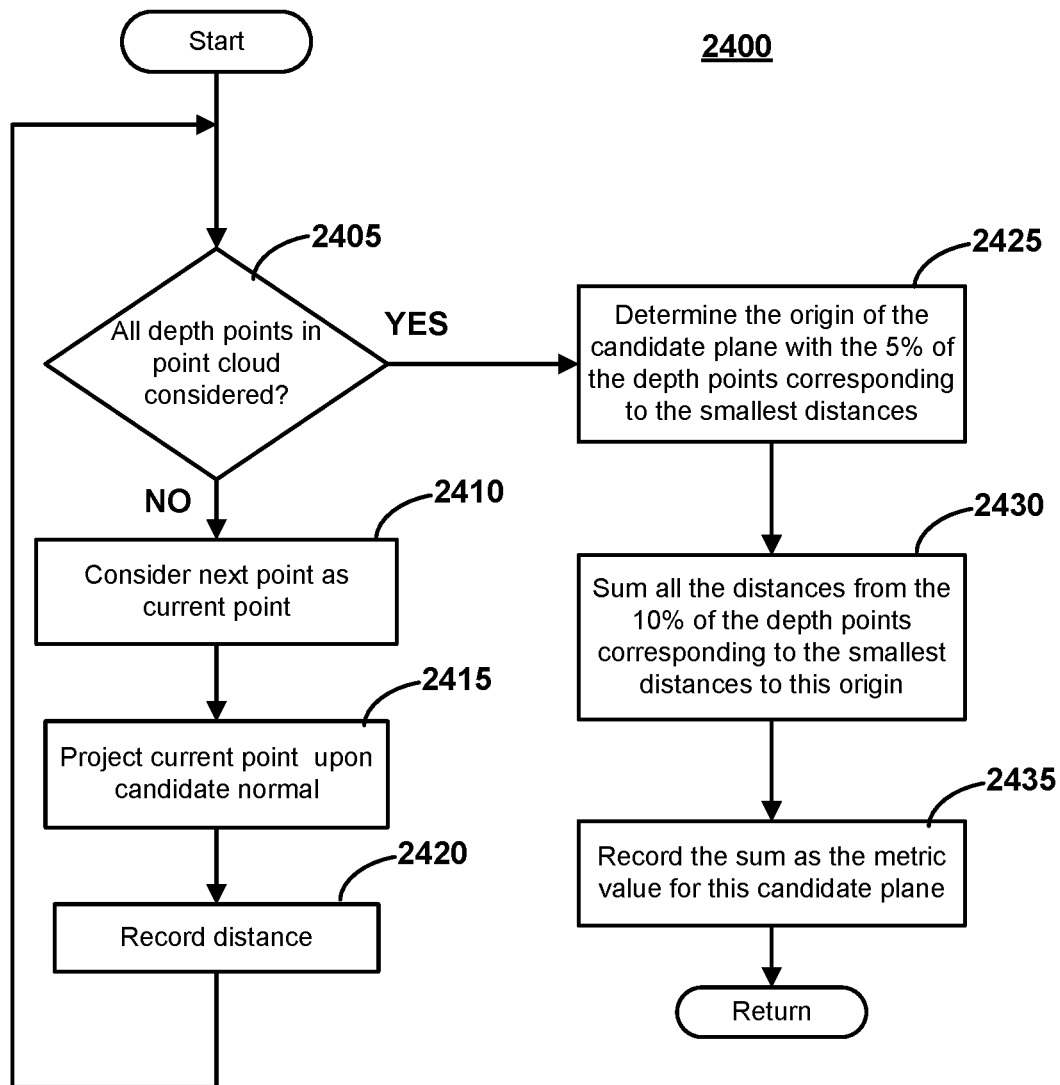 Start
2400
2405
All depth points in
point cloud
considered?
YES
NO
2410
Consider next point as
current point
2415
Project current point upon
candidate normal
2420
Record distance
2425
Determine the origin of the
candidate plane with the 5% of
the depth points corresponding
to the smallest distances
2430
Sum all the distances from the
10% of the depth points
corresponding to the smallest
distances to this origin
2435
Record the sum as the metric
value for this candidate plane
Return